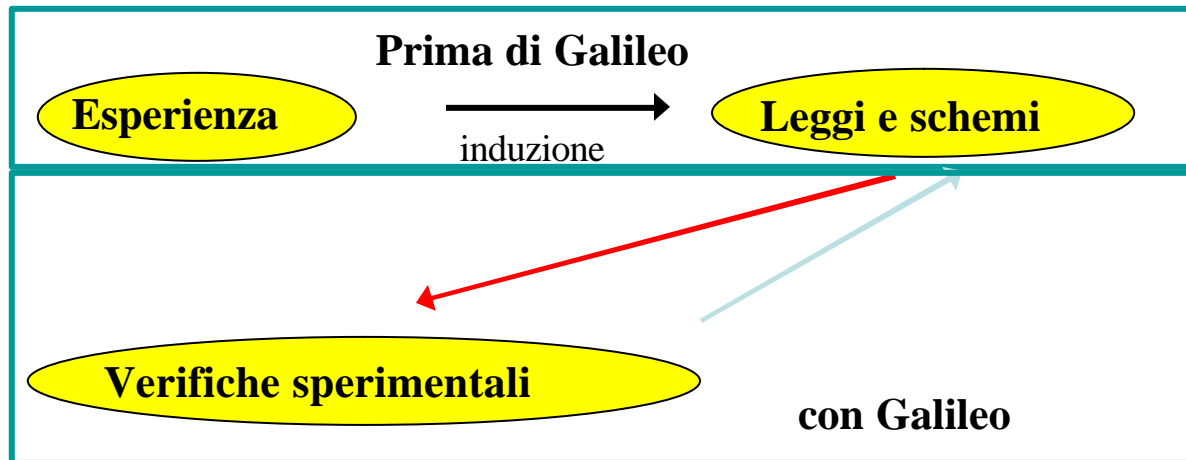 Prima di Galileo
Esperienza
induzione
Leggi e schemi
Verifiche sperimentali
con Galileo